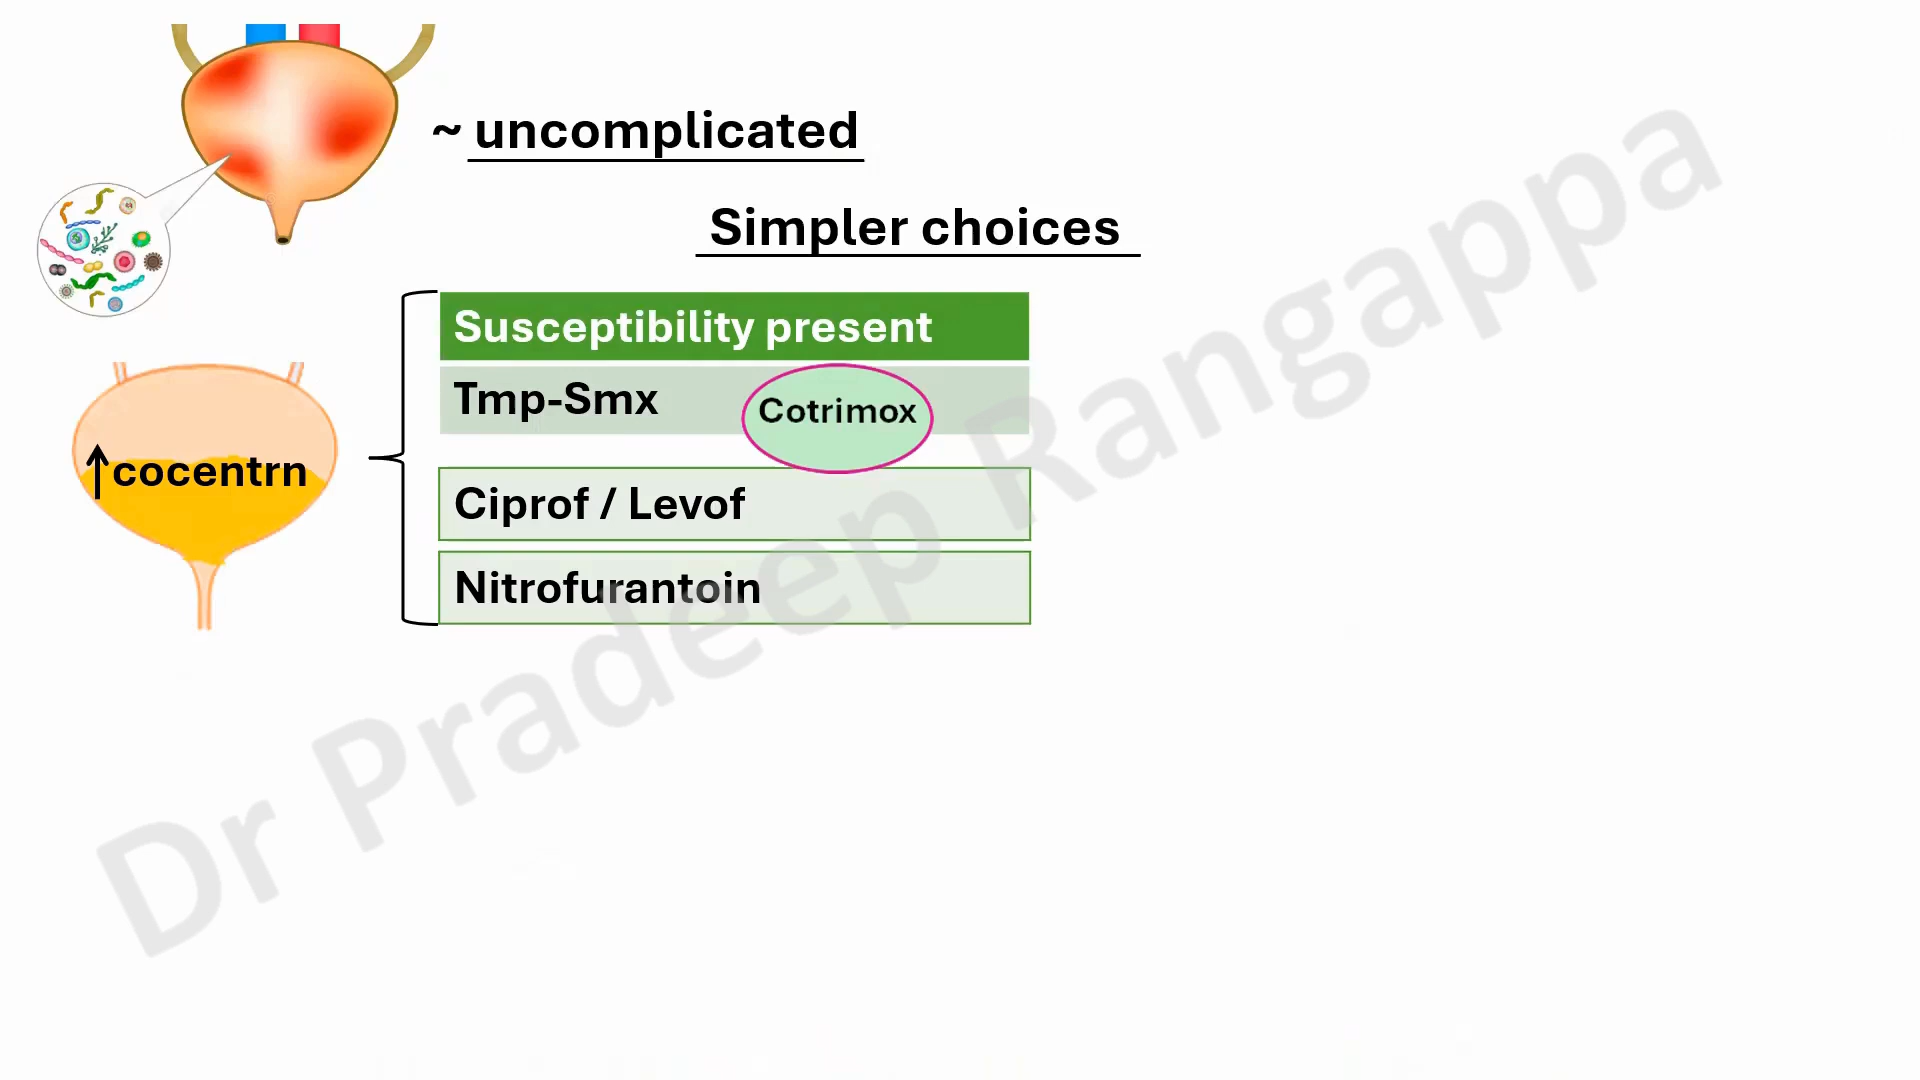 ~ uncomplicated
Simpler choices
Susceptibility present
Tmp-Smx
Cotrimox
↑cocentrn
Ciprof / Levof
Nitrofurantoin
Dr Pradeep Rangappa